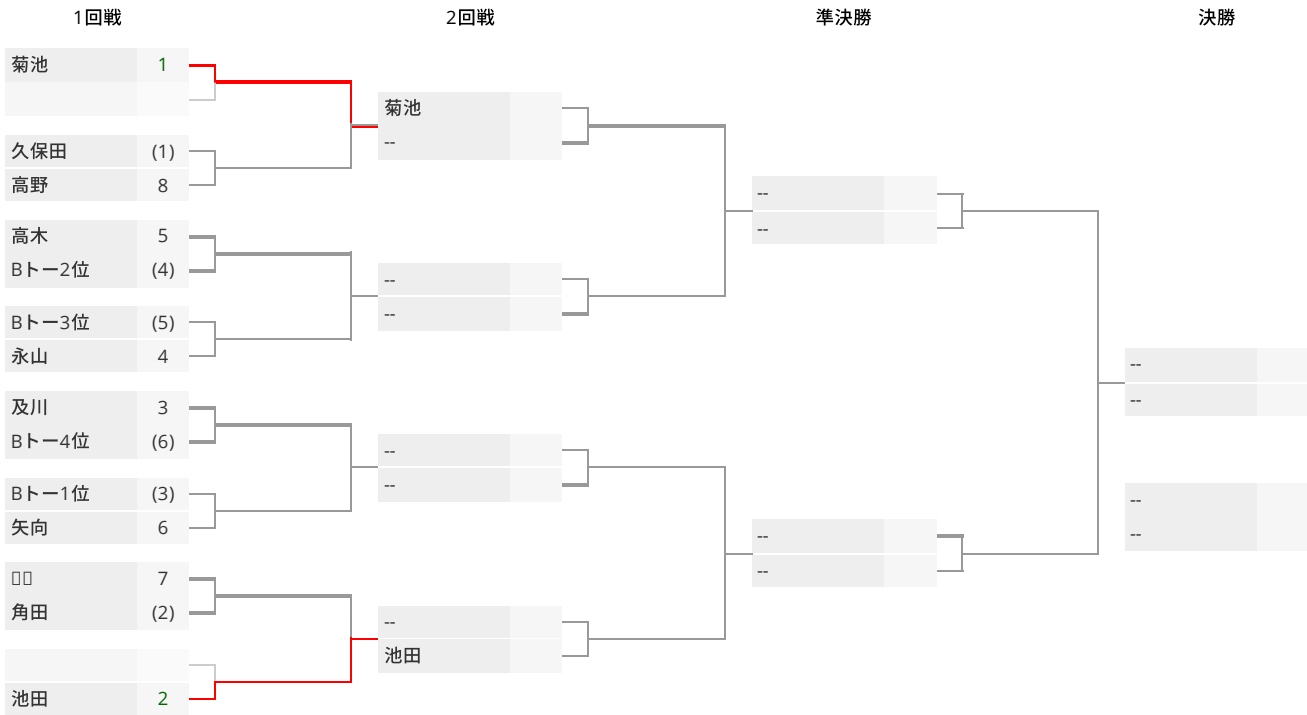 1回戦 2回戦 準決勝 決勝
菊池 1
久保田 (1)
高野 8
高木 5
Bトー2位 (4)
Bトー3位 (5)
永山 4
及川 3
Bトー4位 (6)
Bトー1位 (3)
矢向 6
7
角田 (2)
池田 2
菊池
--
--
--
--
--
--
池田
--
--
--
--
--
--
--
--